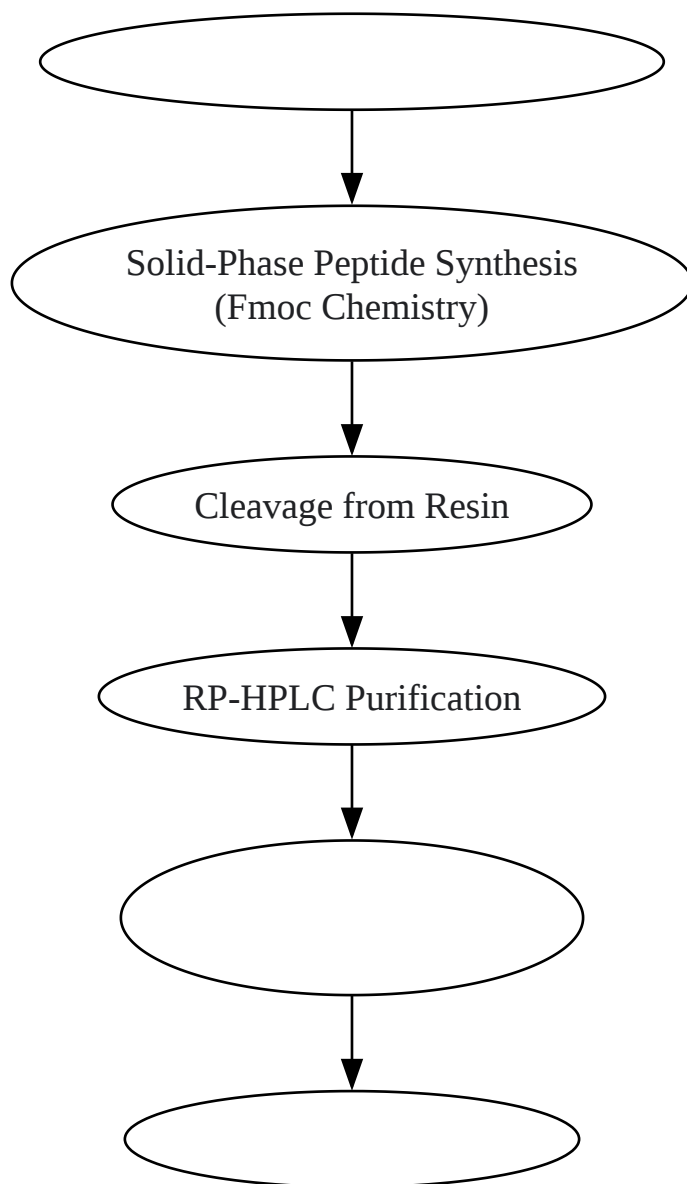 Solid-Phase Peptide Synthesis
(Fmoc Chemistry)
Cleavage from Resin
RP-HPLC Purification